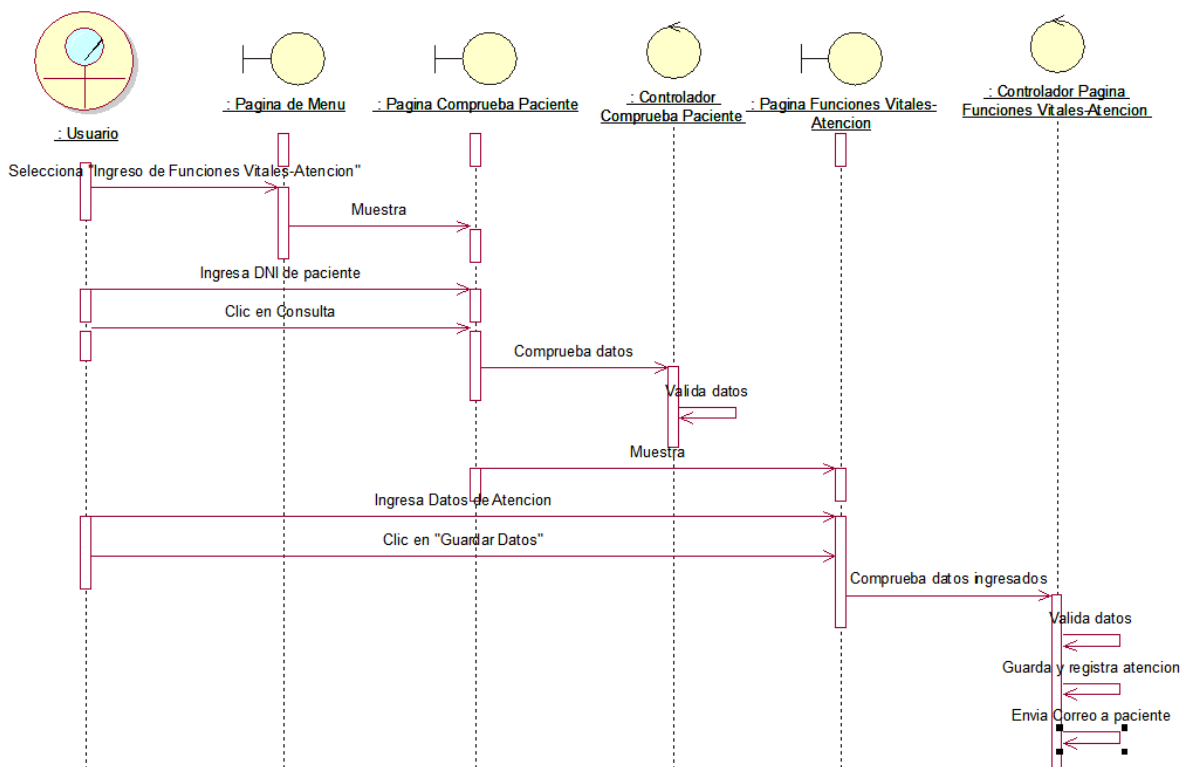 : Usuario
: Pagina de Menu
: Pagina Comprueba Paciente
: Controlador
Comprueba Paciente
: Pagina Funciones Vitales-
Atencion
: Controlador Pagina
Funciones Vitales-Atencion
Selecciona "Ingreso de Funciones Vitales-Atencion"
Muestra
Ingresa DNI de paciente
Clic en Consulta
Comprueba datos
Valida datos
Muestra
Ingresa Datos de Atencion
Clic en "Guardar Datos"
Comprueba datos ingresados
Valida datos
Guarda y registra atencion
Envia Correo a paciente